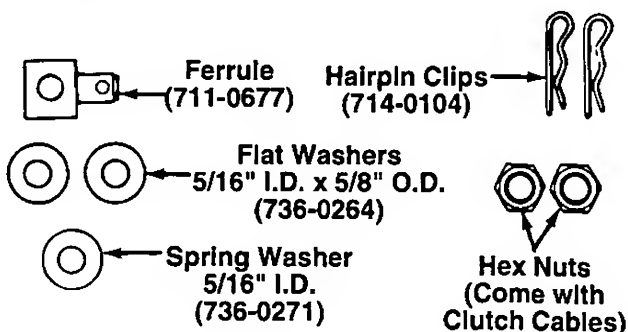 Ferrule
(711-0677)
Hairpin Clips
(714-0104)
Flat Washers
5/16" I.D. x 5/8" O.D.
(736-0264)
Spring Washer
5/16" I.D.
(736-0271)
Hex Nuts
(Come with
Clutch Cables)